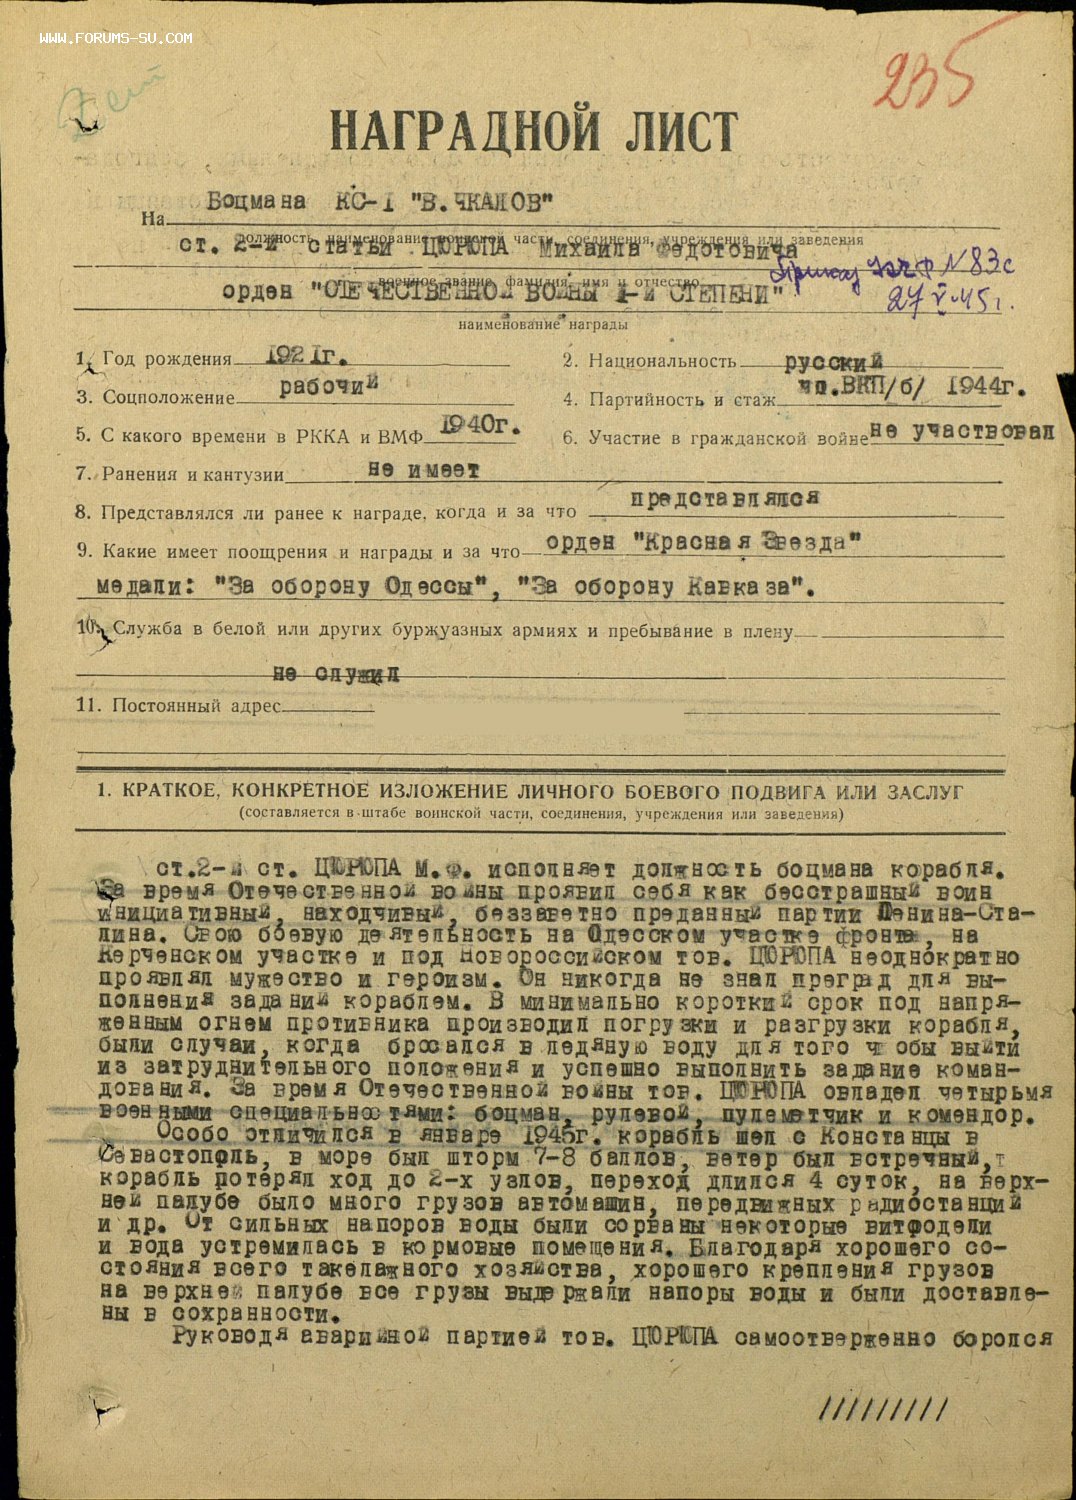 WWW.FORUMS-SU.COM
235
НАГРАДНОЙ ЛИСТ
На Боцмана КС-I "В.ЧКАЛОВ"
должность, наименование воинской части, соединения, учреждения или заведения
ст. 2-й статьи ЦЮРЮПА Михаила Федотовича
военное звание, фамилия, имя и отчество
Приказ ЧФ N 83с
орден "ОТЕЧЕСТВЕННОЙ ВОЙНЫ I-Й СТЕПЕНИ"
27 V 45 г.
наименование награды
1. Год рождения 1921г.
2. Национальность русский
3. Соцположение рабочий
4. Партийность и стаж чл.ВКП/б/ 1944г.
5. С какого времени в РККА и ВМФ 1940г.
6. Участие в гражданской войне не участвовал
7. Ранения и кантузии не имеет
8. Представлялся ли ранее к награде, когда и за что представлялся
9. Какие имеет поощрения и награды и за что орден "Красная Звезда"
медали: "За оборону Одессы", "За оборону Кавказа".
10. Служба в белой или других буржуазных армиях и пребывание в плену
не служил
11. Постоянный адрес
1. КРАТКОЕ, КОНКРЕТНОЕ ИЗЛОЖЕНИЕ ЛИЧНОГО БОЕВОГО ПОДВИГА ИЛИ ЗАСЛУГ
(составляется в штабе воинской части, соединения, учреждения или заведения)
ст.2-й ст. ЦЮРЮПА М.Ф. исполняет должность боцмана корабля.
За время Отечественной войны проявил себя как бесстрашный воин
инициативный, находчивый, беззаветно преданный партии Ленина-Ста-
лина. Свою боевую деятельность на Одесском участке фронта, на
Керченском участке и под Новороссийском тов. ЦЮРЮПА неоднократно
проявлял мужество и героизм. Он никогда не знал преград для вы-
полнения заданий кораблем. В минимально короткий срок под напря-
женным огнем противника производил погрузки и разгрузки корабля,
были случаи, когда бросался в ледяную воду для того чтобы выйти
из затруднительного положения и успешно выполнить задание коман-
дования. За время Отечественной войны тов. ЦЮРЮПА овладел четырьмя
военными специальностями: боцман, рулевой, пулеметчик и комендор.
Особо отличился в январе 1945г. корабль шел с Констанцы в
Севастополь, в море был шторм 7-8 баллов, ветер был встречный,т
корабль потерял ход до 2-х узлов, переход длился 4 суток, на верх-
ней палубе было много грузов автомашин, передвижных радиостанций
и др. От сильных напоров воды были сорваны некоторые витфодели
и вода устремилась в кормовые помещения. Благодаря хорошего со-
стояния всего такелажного хозяйства, хорошего крепления грузов
на верхней палубе все грузы выдержали напоры воды и были доставле-
ны в сохранности.
Руководя аварийной партией тов. ЦЮРЮПА самоотверженно боролся
//////////